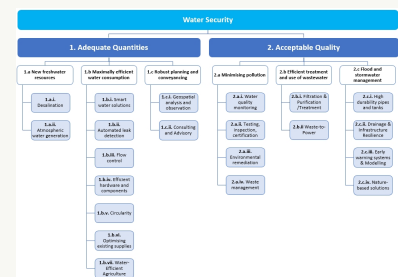 Water Security
1. Adequate Quantities
2. Acceptable Quality
1.a New freshwater
resources
1.a.i.
Desalination
1.a.ii.
Atmospheric
water generation
1.b Maximally efficient
water consumption
1.b.i. Smart
water solutions
1.b.ii.
Automated leak
detection
1.b.iii. Flow
control
1.b.iv. Efficient
hardware and
components
1.b.v. Circularity
1.b.vi.
Optimising
existing supplies
1.b.vii. Water-
Efficient
Agriculture
1.c Robust planning and
conveyancing
1.c.i. Geospatial
analysis and
observation
1.c.ii. Consulting
and Advisory
2.a Minimising pollution
2.a.i. Water
quality
monitoring
2.a.ii. Testing,
inspection,
certification
2.a.iii.
Environmental
remediation
2.a.iv. Waste
management
2.b Efficient treatment
and use of wastewater
2.b.i. Filtration &
Purification
/Treatment
2.b.ii Waste-to-
Power
2.c Flood and
stormwater
management
2.c.i. High
durability pipes
and tanks
2.c.ii. Drainage &
Infrastructure
Resilience
2.c.iii. Early
warning systems
& Modelling
2.c.iv. Nature-
based solutions